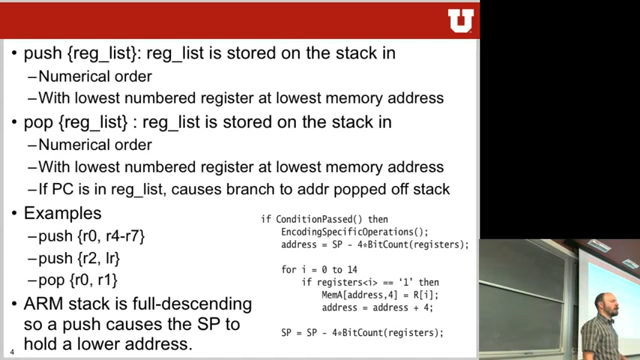 U
• push {reg_list}: reg_list is stored on the stack in
–Numerical order
–With lowest numbered register at lowest memory address
• pop {reg_list} : reg_list is stored on the stack in
–Numerical order
–With lowest numbered register at lowest memory address
–If PC is in reg_list, causes branch to addr popped off stack
• Examples
–push {r0, r4-r7}
–push {r2, lr}
–pop {r0, r1}
• ARM stack is full-descending
so a push causes the SP to
hold a lower address.
if ConditionPassed() then
EncodingSpecificOperations();
address = SP - 4*BitCount(registers);
for i = 0 to 14
if registers<i> == '1' then
MemA[address,4] = R[i];
address = address + 4;
SP = SP - 4*BitCount(registers);
4